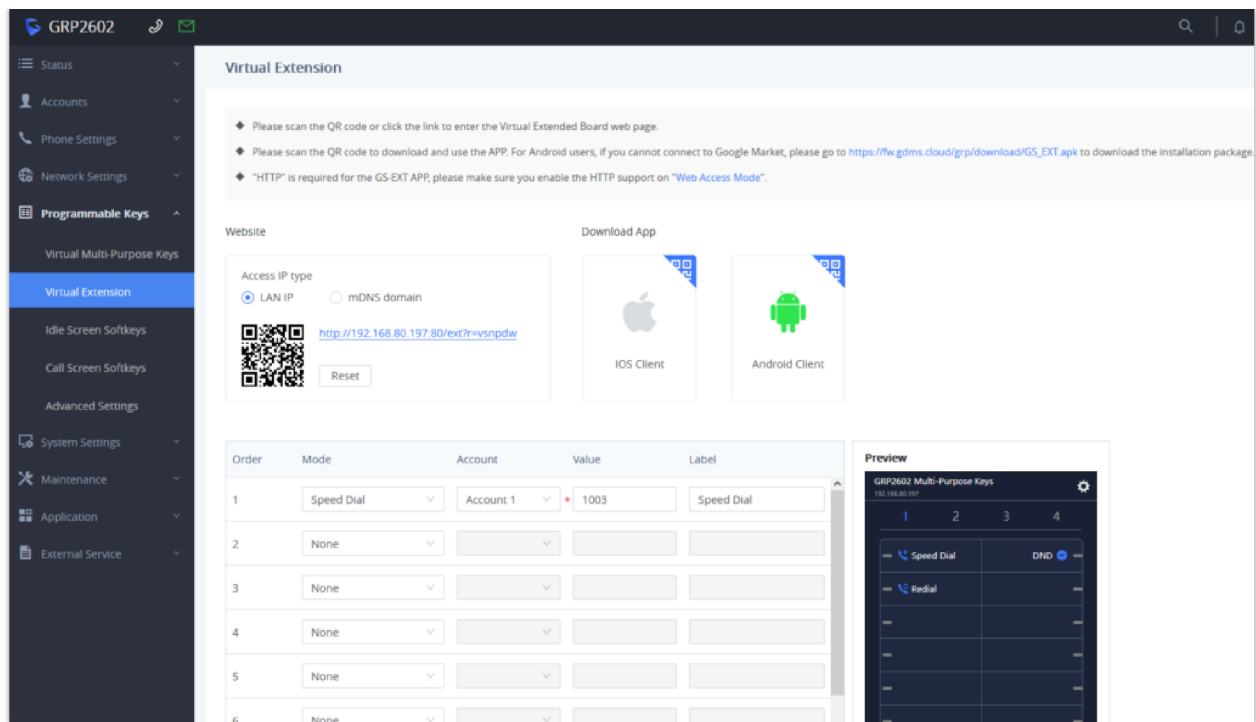 GRP2602
Status
Accounts
Phone Settings
Network Settings
Programmable Keys
Virtual Multi-Purpose Keys
Virtual Extension
Idle Screen Softkeys
Call Screen Softkeys
Advanced Settings
System Settings
Maintenance
Application
External Service
Virtual Extension
Please scan the QR code or click the link to enter the Virtual Extended Board web page.
Please scan the QR code to download and use the APP. For Android users, if you cannot connect to Google Market, please go to https://fw.gdms.cloud/grp/download/GS_EXT.apk to download the installation package.
"HTTP" is required for the GS-EXT APP, please make sure you enable the HTTP support on "Web Access Mode".
Website
Access IP type
LAN IP mDNS domain
http://192.168.80.197:80/ext?r=vsnpdw
Reset
Download App
IOS Client
Android Client
Order Mode Account Value Label
1 Speed Dial Account 1 * 1003 Speed Dial
2 None
3 None
4 None
5 None
6 None
Preview
GRP2602 Multi-Purpose Keys
192.168.80.197
1 2 3 4
Speed Dial DND
Redial